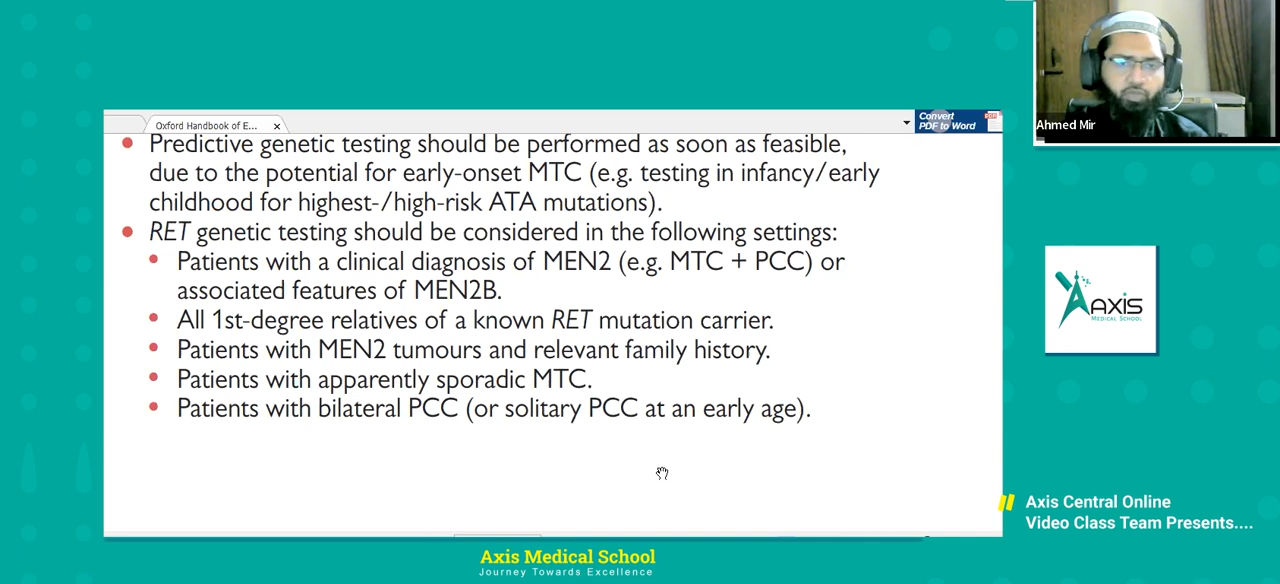 Oxford Handbook of E...
Convert
PDF to Word
Ahmed Mir
Predictive genetic testing should be performed as soon as feasible,
due to the potential for early-onset MTC (e.g. testing in infancy/early
childhood for highest-/high-risk ATA mutations).
RET genetic testing should be considered in the following settings:
Patients with a clinical diagnosis of MEN2 (e.g. MTC + PCC) or
associated features of MEN2B.
All 1st-degree relatives of a known RET mutation carrier.
Patients with MEN2 tumours and relevant family history.
Patients with apparently sporadic MTC.
Patients with bilateral PCC (or solitary PCC at an early age).
AXIS
MEDICAL SCHOOL
Axis Central Online
Video Class Team Presents....
Axis Medical School
Journey Towards Excellence